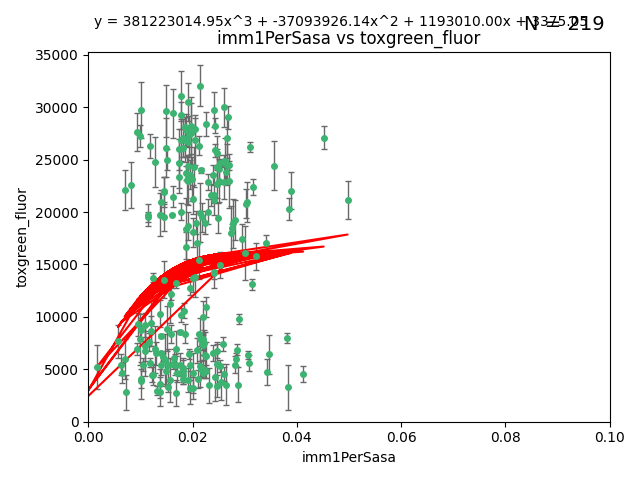 y = 381223014.95x^3 + -37093926.14x^2 + 1193010.00x +
N = 219
imm1PerSasa vs toxgreen_fluor
35000
30000
25000
20000
15000
10000
5000
0
toxgreen_fluor
0.00 0.02 0.04 0.06 0.08 0.10
imm1PerSasa